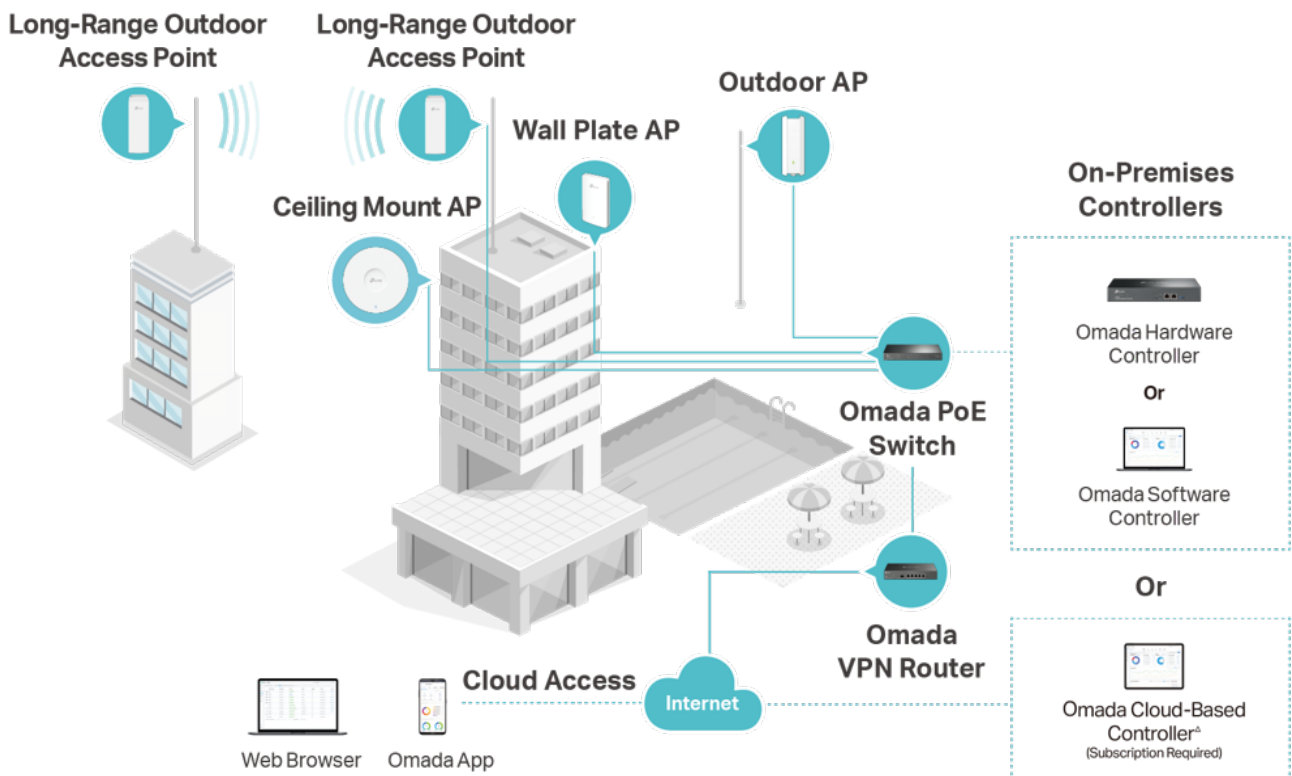 Long-Range Outdoor
Access Point
Long-Range Outdoor
Access Point
Outdoor AP
Wall Plate AP
Ceiling Mount AP
On-Premises
Controllers
Omada Hardware
Controller
Or
Omada Software
Controller
Omada PoE
Switch
Or
Omada
VPN Router
Cloud Access
Internet
Omada Cloud-Based
Controller△
(Subscription Required)
Web Browser
Omada App